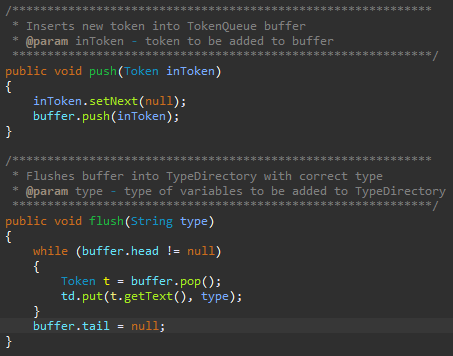 /************************************************************
 * Inserts new token into TokenQueue buffer
 * @param inToken - token to be added to buffer
 ************************************************************/
public void push(Token inToken)
{
    inToken.setNext(null);
    buffer.push(inToken);
}
/************************************************************
 * Flushes buffer into TypeDirectory with correct type
 * @param type - type of variables to be added to TypeDirectory
 ************************************************************/
public void flush(String type)
{
    while (buffer.head != null)
    {
        Token t = buffer.pop();
        td.put(t.getText(), type);
    }
    buffer.tail = null;
}